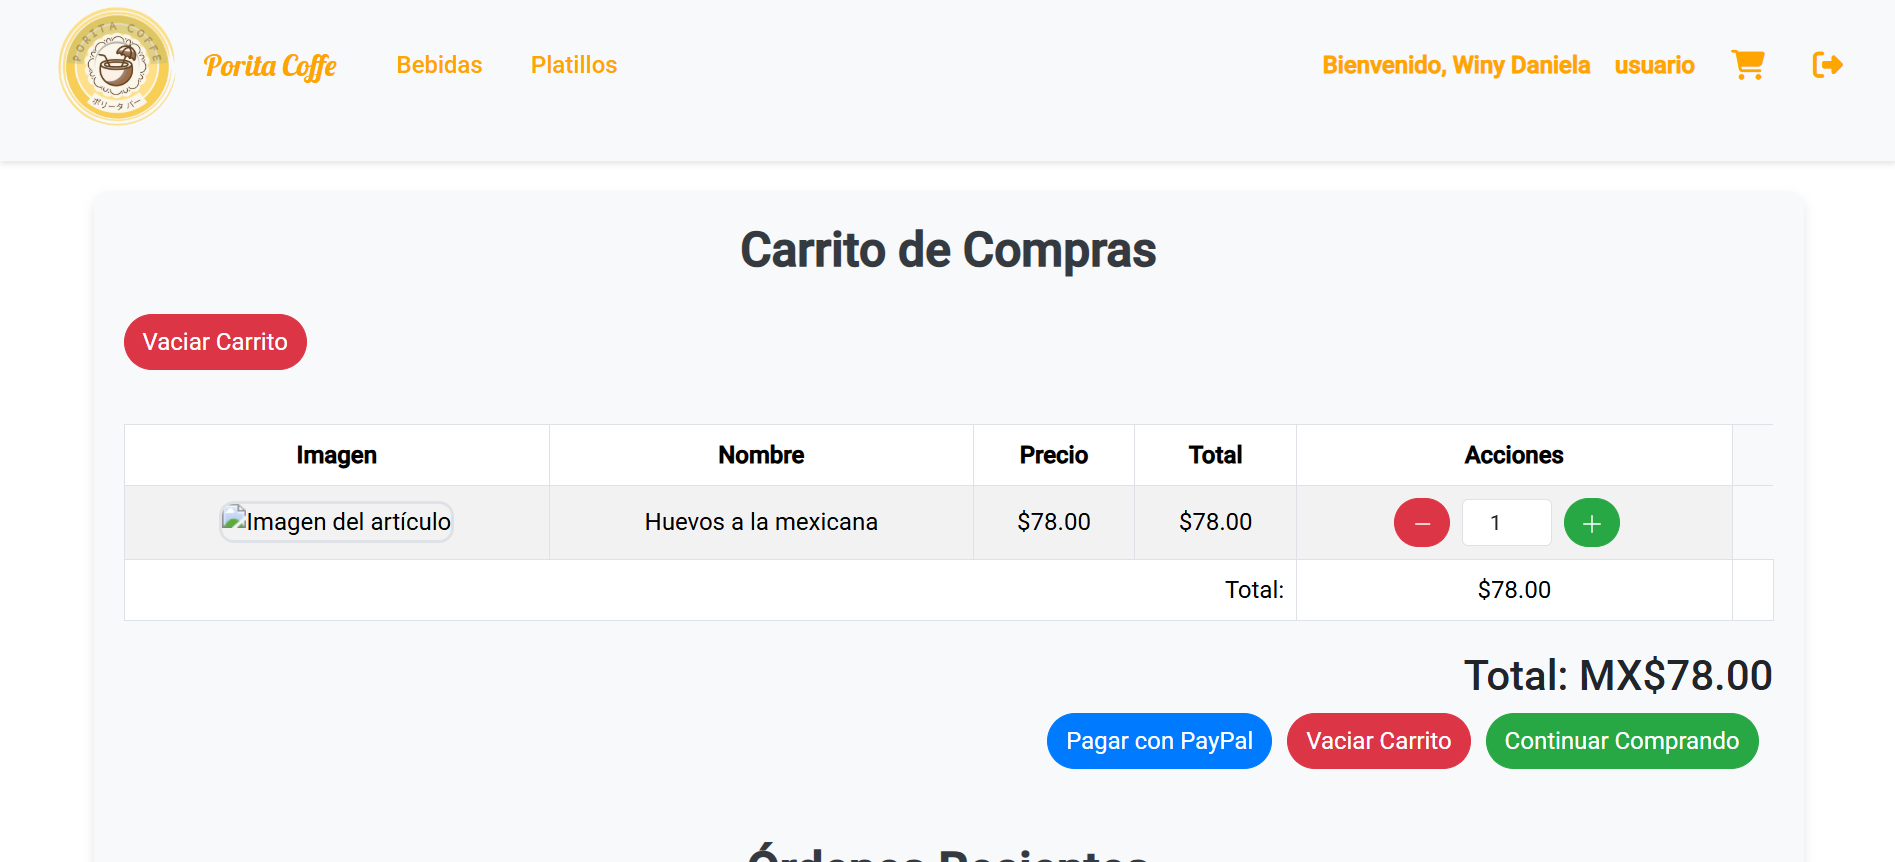 PORITA COFFE
ポリータ バー
Porita Coffe
Bebidas
Platillos
Bienvenido, Winy Daniela
usuario
Carrito de Compras
Vaciar Carrito
Imagen Nombre Precio Total Acciones
Imagen del artículo Huevos a la mexicana $78.00 $78.00 1
Total: $78.00
Total: MX$78.00
Pagar con PayPal Vaciar Carrito Continuar Comprando
Órdenes Recientes